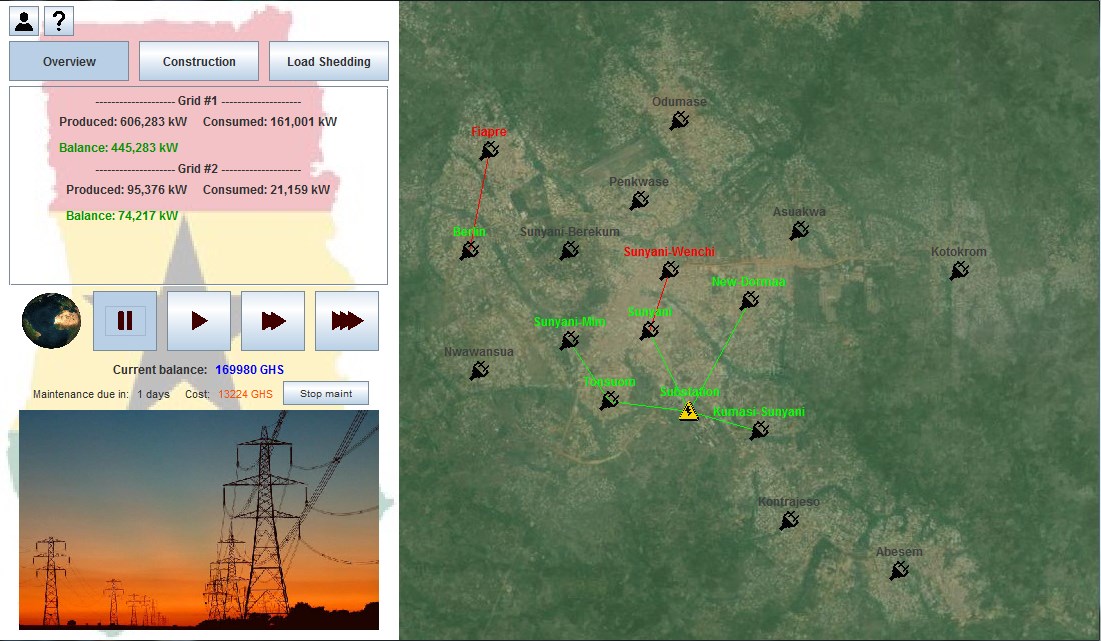 ?
Overview Construction Load Shedding
-------------------- Grid #1 --------------------
Produced: 606,283 kW Consumed: 161,001 kW
Balance: 445,283 kW
-------------------- Grid #2 --------------------
Produced: 95,376 kW Consumed: 21,159 kW
Balance: 74,217 kW
Current balance: 169980 GHS
Maintenance due in: 1 days Cost: 13224 GHS Stop maint
Odumase
Fiapre
Penkwase
Asuakwa
Berlin Sunyani-Berekum
Sunyani-Wenchi
Kotokrom
New-Dormaa
Sunyani
Sunyani-Miro
Nwawansua
Tonsuom
Substation
Kumasi-Sunyani
Kontrajeso
Abesem